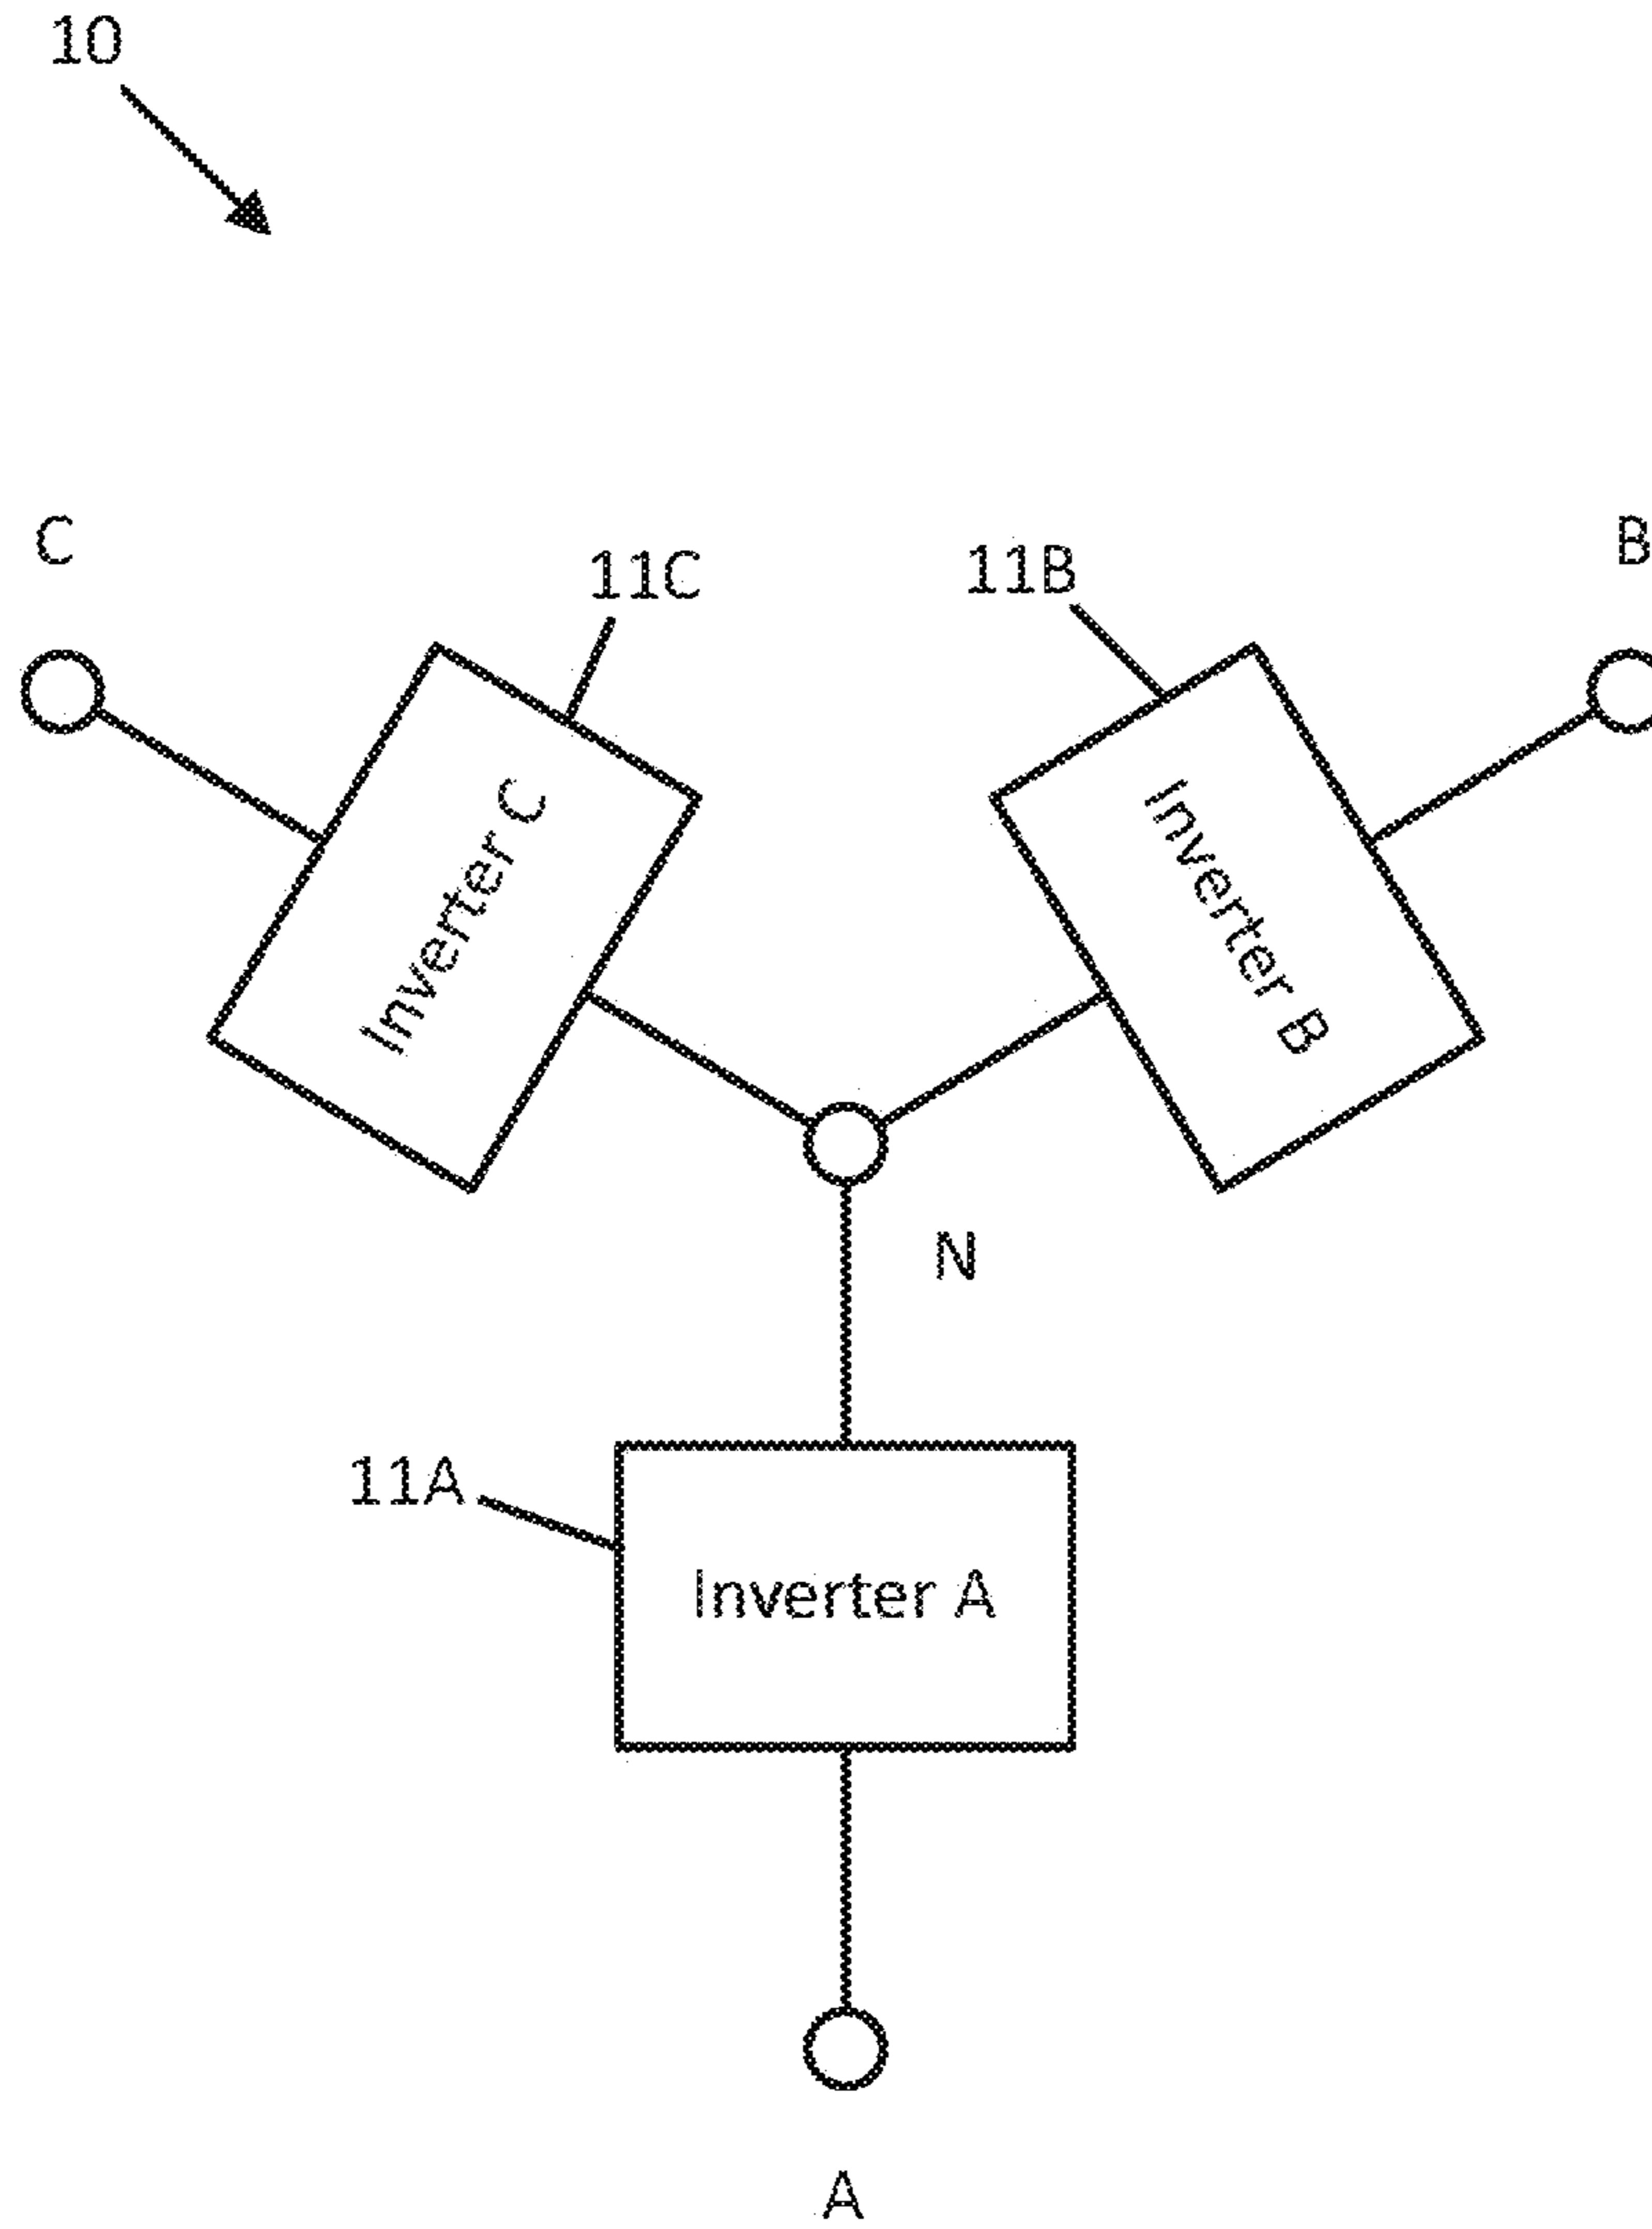 10
C
11C
11B
B
Inverter C
Inverter B
N
11A
Inverter A
A